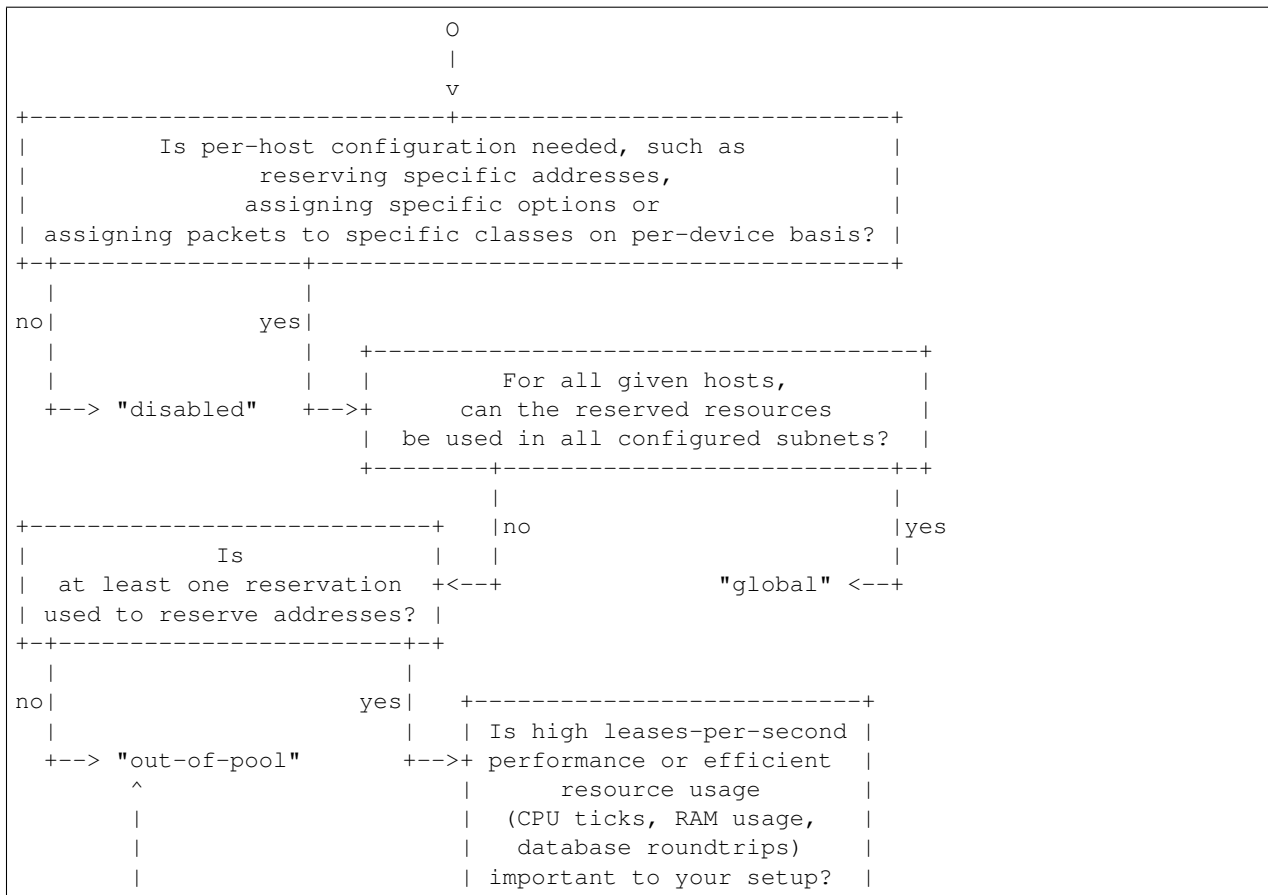 O
                              |
                              v
+-----------------------------+------------------------------+
|         Is per-host configuration needed, such as          |
|                reserving specific addresses,               |
|               assigning specific options or                |
| assigning packets to specific classes on per-device basis? |
+-+-----------------+----------------------------------------+
  |                 |
no|              yes|
  |                 |   +--------------------------------------+
  |                 |   |         For all given hosts,         |
  +--> "disabled"   +-->+      can the reserved resources      |
                        |  be used in all configured subnets?  |
                        +--------+---------------------------+-+
                                 |                           |
+----------------------------+   |no                         |yes
|             Is             |   |                           |
|  at least one reservation  +<--+               "global" <--+
| used to reserve addresses? |
+-+------------------------+-+
  |                        |
no|                     yes|   +---------------------------+
  |                        |   | Is high leases-per-second |
  +--> "out-of-pool"       +-->+ performance or efficient  |
        ^                      |      resource usage       |
        |                      |  (CPU ticks, RAM usage,   |
        |                      |   database roundtrips)    |
        |                      | important to your setup?  |